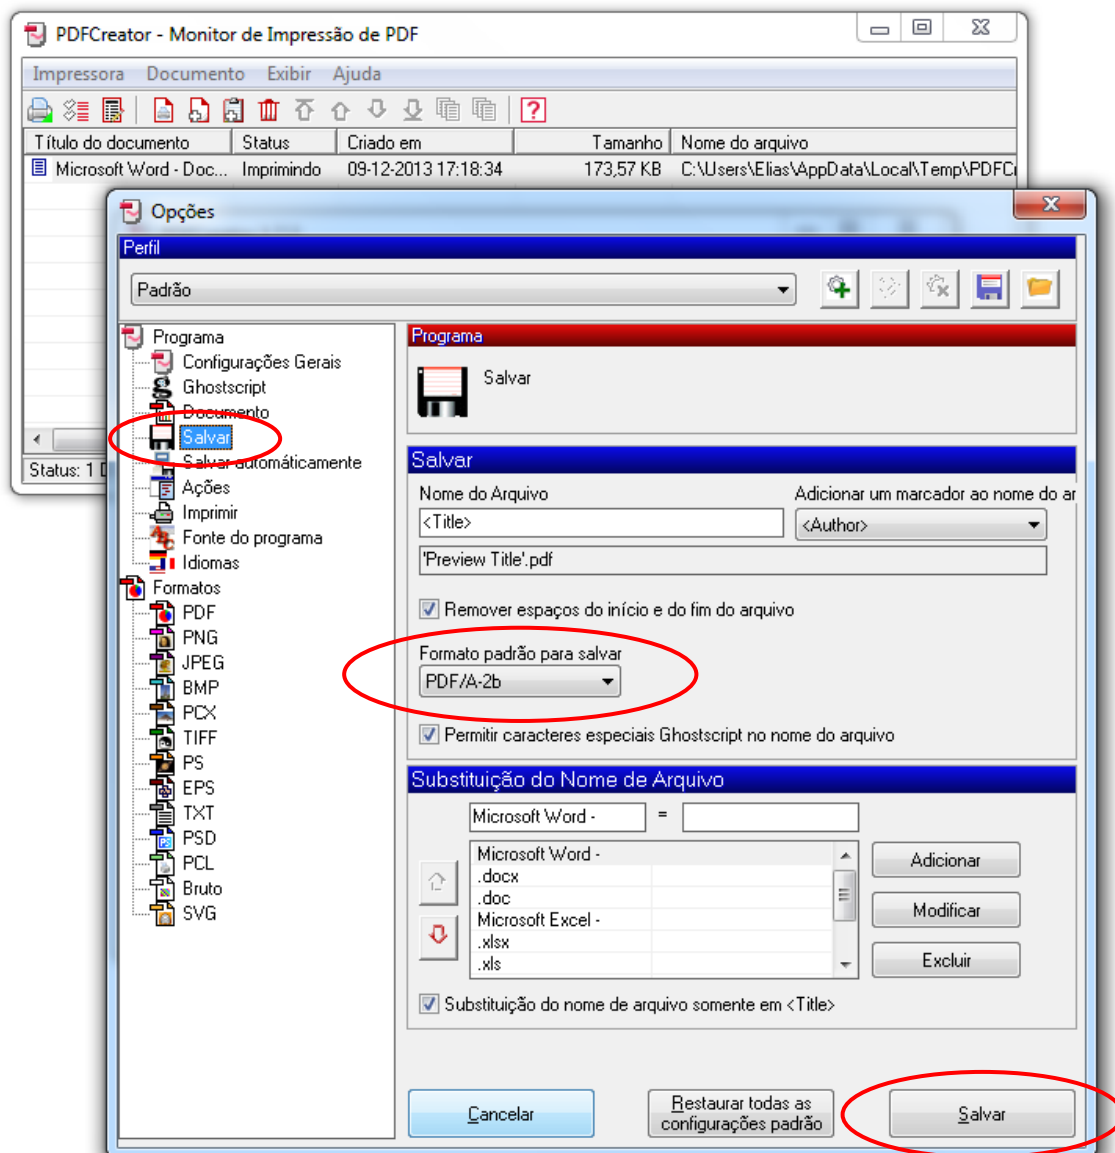 PDFCreator - Monitor de Impressão de PDF
Impressora Documento Exibir Ajuda
Título do documento Status Criado em Tamanho Nome do arquivo
Microsoft Word - Doc... Imprimindo 09-12-2013 17:18:34 173,57 KB C:\Users\Elias\AppData\Local\Temp\PDFCr
Status: 1 D
Opções
Perfil
Padrão
Programa
Configurações Gerais
Ghostscript
Documento
Salvar
Salvar automáticamente
Ações
Imprimir
Fonte do programa
Idiomas
Formatos
PDF
PNG
JPEG
BMP
PCX
TIFF
PS
EPS
TXT
PSD
PCL
Bruto
SVG
Programa
Salvar
Salvar
Nome do Arquivo Adicionar um marcador ao nome do ar
<Title> <Author>
'Preview Title'.pdf
Remover espaços do início e do fim do arquivo
Formato padrão para salvar
PDF/A-2b
Permitir caracteres especiais Ghostscript no nome do arquivo
Substituição do Nome de Arquivo
Microsoft Word - =
Microsoft Word -
.docx
.doc
Microsoft Excel -
.xlsx
.xls
Adicionar
Modificar
Excluir
Substituição do nome de arquivo somente em <Title>
Cancelar
Restaurar todas as
configurações padrão
Salvar